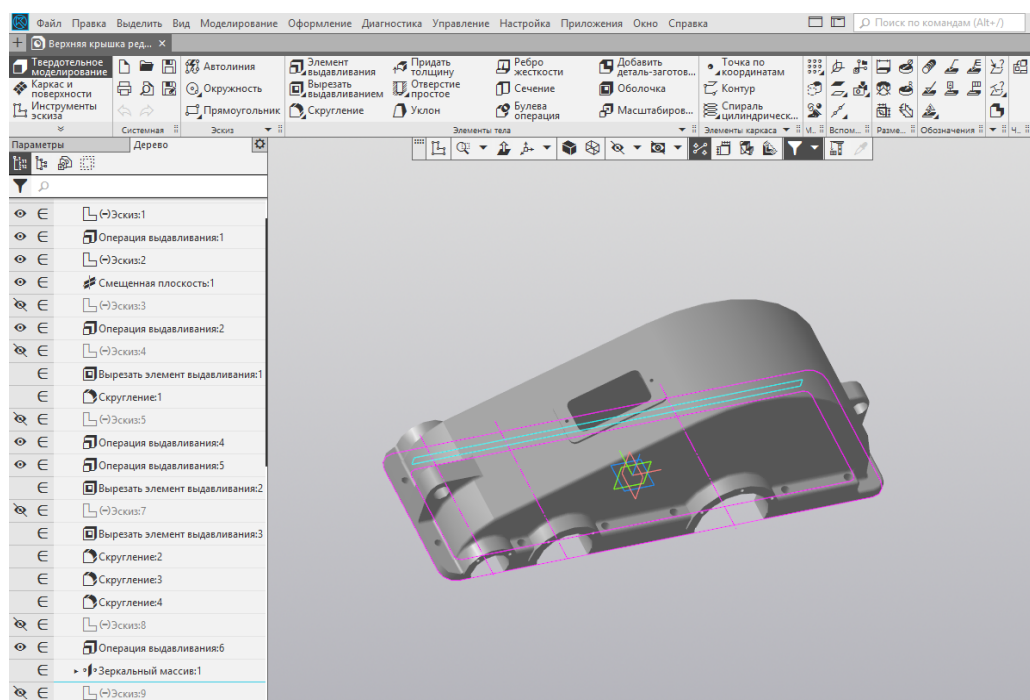 Файл Правка Выделить Вид Моделирование Оформление Диагностика Управление Настройка Приложения Окно Справка
Поиск по командам (Alt+/)
Верхняя крышка ред...
Твердотельное моделирование
Автолиния
Элемент выдавливания
Придать толщину
Ребро жесткости
Добавить деталь-заготов...
Точка по координатам
Каркас и поверхности
Окружность
Вырезать выдавливанием
Отверстие простое
Сечение
Оболочка
Контур
Инструменты эскиза
Прямоугольник
Скругление
Уклон
Булева операция
Масштабиров...
Спираль цилиндрическ...
Системная
Эскиз
Элементы тела
Элементы каркаса
И...
Вспом...
Разме...
Обозначения
Ч...
Параметры
Дерево
(-)Эскиз:1
Операция выдавливания:1
(-)Эскиз:2
Смещенная плоскость:1
(-)Эскиз:3
Операция выдавливания:2
(-)Эскиз:4
Вырезать элемент выдавливания:1
Скругление:1
(-)Эскиз:5
Операция выдавливания:4
Операция выдавливания:5
Вырезать элемент выдавливания:2
(-)Эскиз:7
Вырезать элемент выдавливания:3
Скругление:2
Скругление:3
Скругление:4
(-)Эскиз:8
Операция выдавливания:6
Зеркальный массив:1
(-)Эскиз:9